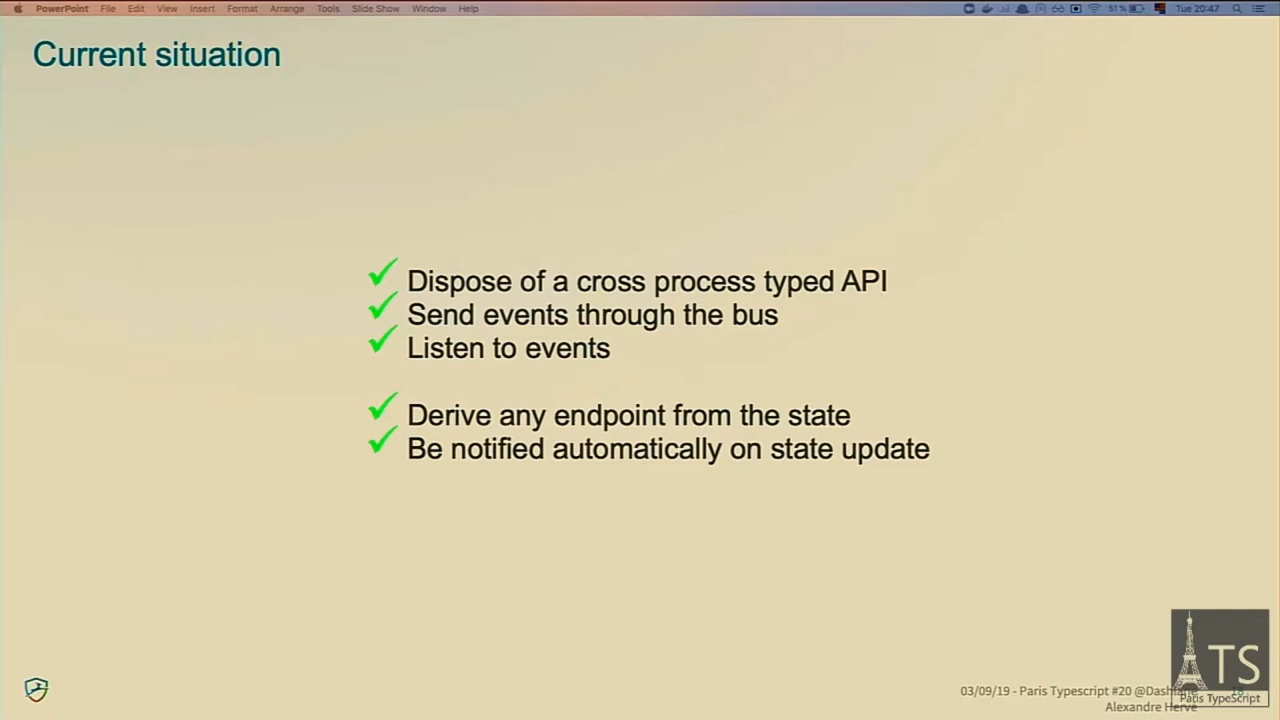 PowerPoint File Edit View Insert Format Arrange Tools Slide Show Window Help 51% Tue 20:47
Current situation
Dispose of a cross process typed API
Send events through the bus
Listen to events
Derive any endpoint from the state
Be notified automatically on state update
TS
Paris TypeScript
03/09/19 - Paris Typescript #20
Alexandre Hervé